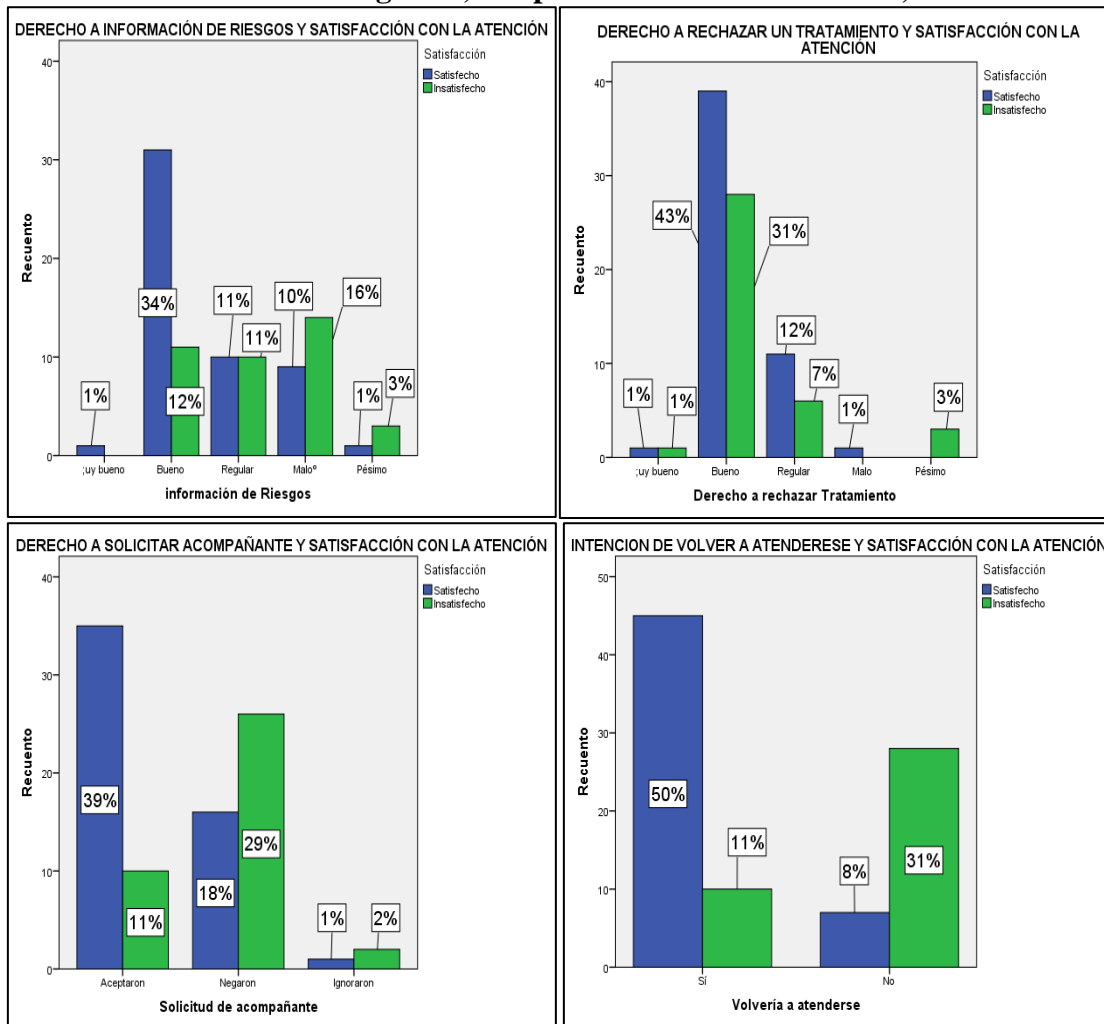 DERECHO A INFORMACIÓN DE RIESGOS Y SATISFACCIÓN CON LA ATENCIÓN
Satisfacción
Satisfecho
Insatisfecho
Recuento
40
30
20
10
0
1%
34%
12%
11%
11%
10%
16%
1%
3%
;uy bueno
Bueno
Regular
Maloº
Pésimo
información de Riesgos
DERECHO A RECHAZAR UN TRATAMIENTO Y SATISFACCIÓN CON LA
ATENCIÓN
Satisfacción
Satisfecho
Insatisfecho
Recuento
40
30
20
10
0
1%
1%
43%
31%
12%
7%
1%
3%
;uy bueno
Bueno
Regular
Malo
Pésimo
Derecho a rechazar Tratamiento
DERECHO A SOLICITAR ACOMPAÑANTE Y SATISFACCIÓN CON LA ATENCIÓN
Satisfacción
Satisfecho
Insatisfecho
Recuento
40
30
20
10
0
39%
11%
18%
29%
1%
2%
Aceptaron
Negaron
Ignoraron
Solicitud de acompañante
INTENCION DE VOLVER A ATENDERESE Y SATISFACCIÓN CON LA ATENCIÓN
Satisfacción
Satisfecho
Insatisfecho
Recuento
50
40
30
20
10
0
50%
11%
8%
31%
Sí
No
Volvería a atenderse